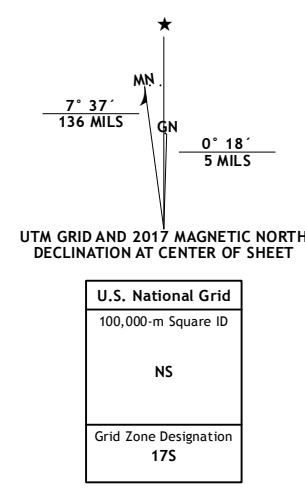 MN
GN
7° 37´
136 MILS
0° 18´
5 MILS
UTM GRID AND 2017 MAGNETIC NORTH
DECLINATION AT CENTER OF SHEET
U.S. National Grid
100,000-m Square ID
NS
Grid Zone Designation
17S